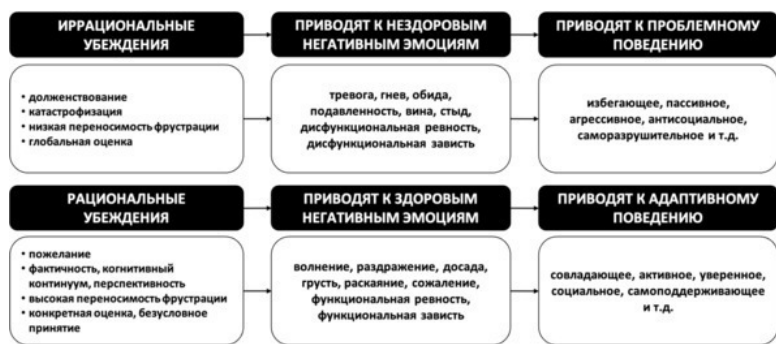 ИРРАЦИОНАЛЬНЫЕ
УБЕЖДЕНИЯ
ПРИВОДЯТ К НЕЗДОРОВЫМ
НЕГАТИВНЫМ ЭМОЦИЯМ
ПРИВОДЯТ К ПРОБЛЕМНОМУ
ПОВЕДЕНИЮ
• долженствование
• катастрофизация
• низкая переносимость фрустрации
• глобальная оценка
тревога, гнев, обида,
подавленность, вина, стыд,
дисфункциональная ревность,
дисфункциональная зависть
избегающее, пассивное,
агрессивное, антисоциальное,
саморазрушительное и т.д.
РАЦИОНАЛЬНЫЕ
УБЕЖДЕНИЯ
ПРИВОДЯТ К ЗДОРОВЫМ
НЕГАТИВНЫМ ЭМОЦИЯМ
ПРИВОДЯТ К АДАПТИВНОМУ
ПОВЕДЕНИЮ
• пожелание
• фактичность, когнитивный
континуум, перспективность
• высокая переносимость фрустрации
• конкретная оценка, безусловное
принятие
волнение, раздражение, досада,
грусть, раскаяние, сожаление,
функциональная ревность,
функциональная зависть
совладающее, активное, уверенное,
социальное, самоподдерживающее
и т.д.